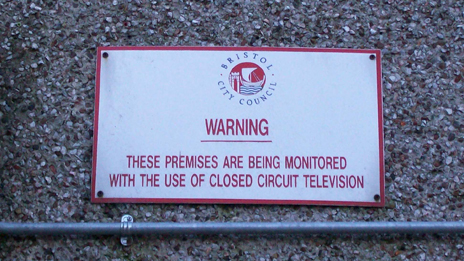 BRISTOL
CITY COUNCIL
WARNING
THESE PREMISES ARE BEING MONITORED
WITH THE USE OF CLOSED CIRCUIT TELEVISION